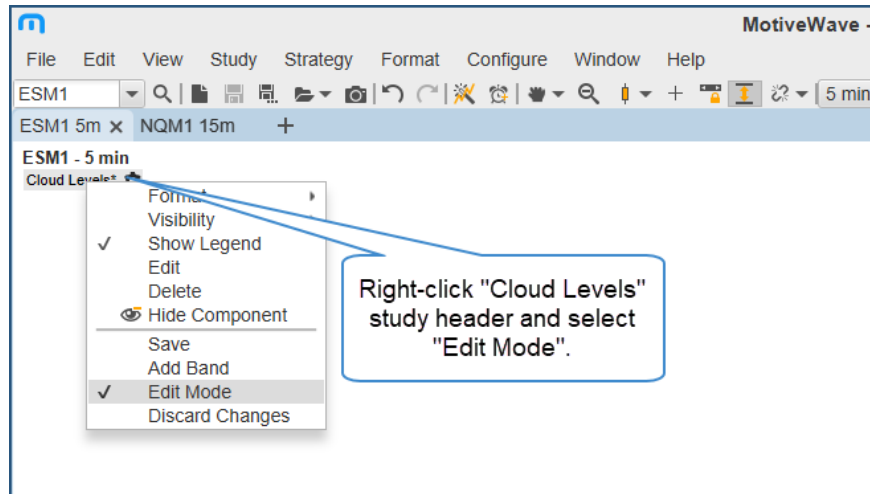 MotiveWave -
File Edit View Study Strategy Format Configure Window Help
ESM1 5 min
ESM1 5m NQM1 15m
ESM1 - 5 min
Cloud Levels*
Format
Visibility
Show Legend
Edit
Delete
Hide Component
Save
Add Band
Edit Mode
Discard Changes
Right-click "Cloud Levels"
study header and select
"Edit Mode".